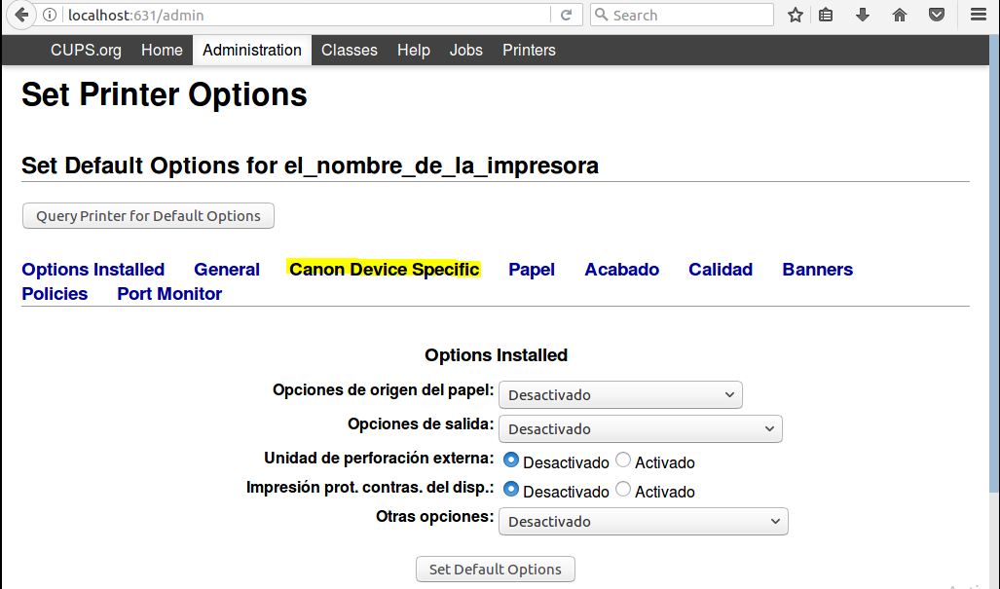 localhost:631/admin Search
CUPS.org Home Administration Classes Help Jobs Printers
Set Printer Options
Set Default Options for el_nombre_de_la_impresora
Query Printer for Default Options
Options Installed General Canon Device Specific Papel Acabado Calidad Banners
Policies Port Monitor
Options Installed
Opciones de origen del papel: Desactivado
Opciones de salida: Desactivado
Unidad de perforación externa: Desactivado Activado
Impresión prot. contras. del disp.: Desactivado Activado
Otras opciones: Desactivado
Set Default Options